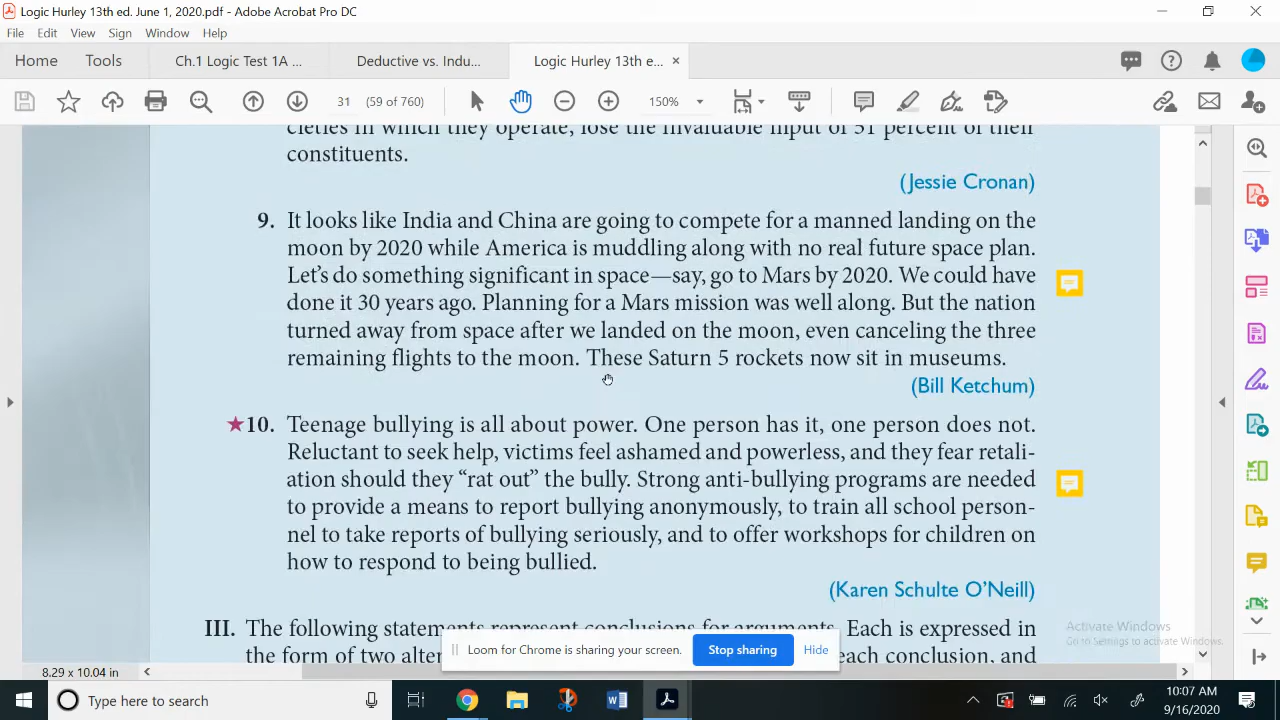 Logic Hurley 13th ed. June 1, 2020.pdf - Adobe Acrobat Pro DC
File Edit View Sign Window Help
Home Tools Ch.1 Logic Test 1A ... Deductive vs. Indu... Logic Hurley 13th e... ×
31 (59 of 760) 150%
cieties in which they operate, lose the invaluable input of 51 percent of their
constituents.
(Jessie Cronan)
9. It looks like India and China are going to compete for a manned landing on the
moon by 2020 while America is muddling along with no real future space plan.
Let's do something significant in space—say, go to Mars by 2020. We could have
done it 30 years ago. Planning for a Mars mission was well along. But the nation
turned away from space after we landed on the moon, even canceling the three
remaining flights to the moon. These Saturn 5 rockets now sit in museums.
(Bill Ketchum)
★10. Teenage bullying is all about power. One person has it, one person does not.
Reluctant to seek help, victims feel ashamed and powerless, and they fear retali-
ation should they “rat out” the bully. Strong anti-bullying programs are needed
to provide a means to report bullying anonymously, to train all school person-
nel to take reports of bullying seriously, and to offer workshops for children on
how to respond to being bullied.
(Karen Schulte O'Neill)
III. The following statements represent conclusions for arguments. Each is expressed in
the form of two alter each conclusion, and
Activate Windows
Go to Settings to activate Windows.
Loom for Chrome is sharing your screen. Stop sharing Hide
8.29 x 10.04 in
Type here to search
10:07 AM
9/16/2020